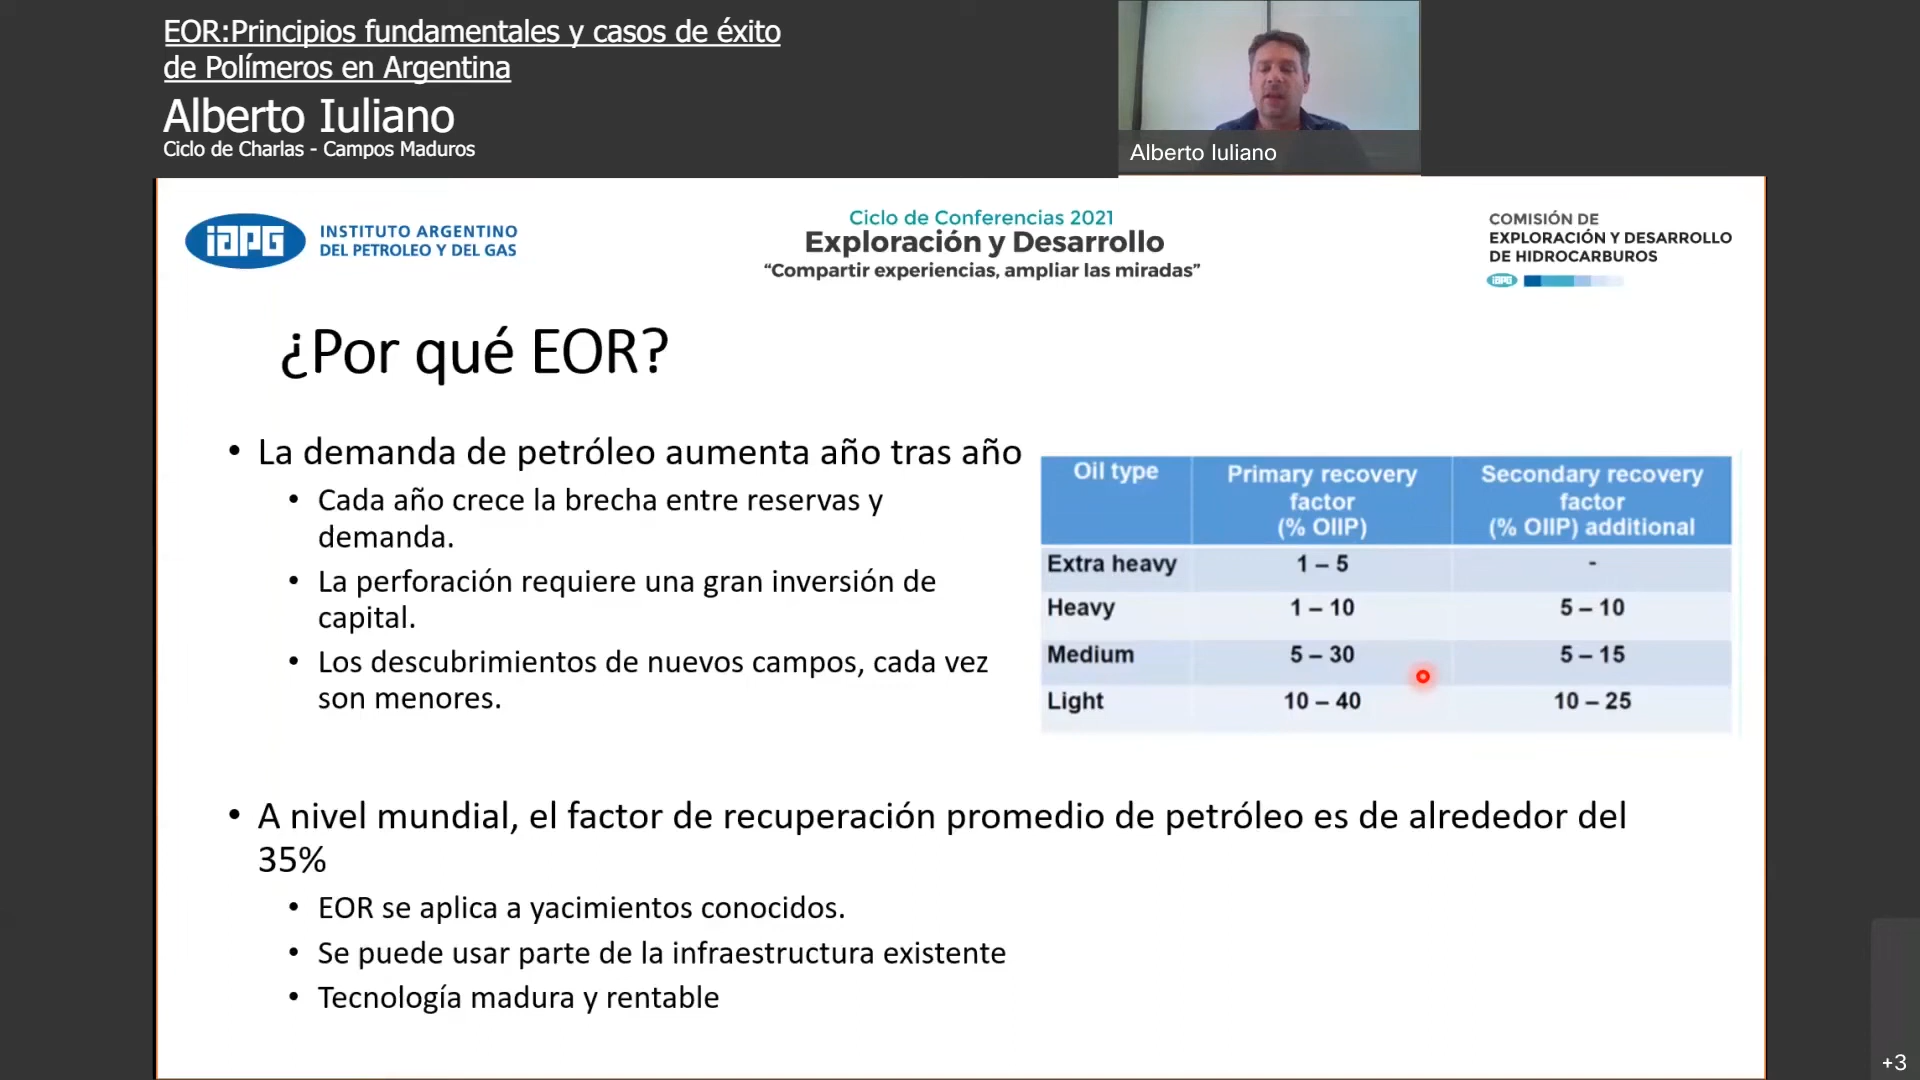 EOR:Principios fundamentales y casos de éxito
de Polímeros en Argentina
Alberto Iuliano
Ciclo de Charlas - Campos Maduros
Alberto Iuliano
iapg
INSTITUTO ARGENTINO
DEL PETROLEO Y DEL GAS
Ciclo de Conferencias 2021
Exploración y Desarrollo
“Compartir experiencias, ampliar las miradas”
COMISIÓN DE
EXPLORACIÓN Y DESARROLLO
DE HIDROCARBUROS
iapg
¿Por qué EOR?
• La demanda de petróleo aumenta año tras año
• Cada año crece la brecha entre reservas y
demanda.
• La perforación requiere una gran inversión de
capital.
• Los descubrimientos de nuevos campos, cada vez
son menores.
Oil type Primary recovery factor (% OIIP) Secondary recovery factor (% OIIP) additional
Extra heavy 1 – 5 -
Heavy 1 – 10 5 – 10
Medium 5 – 30 5 – 15
Light 10 – 40 10 – 25
• A nivel mundial, el factor de recuperación promedio de petróleo es de alrededor del
35%
• EOR se aplica a yacimientos conocidos.
• Se puede usar parte de la infraestructura existente
• Tecnología madura y rentable
+3